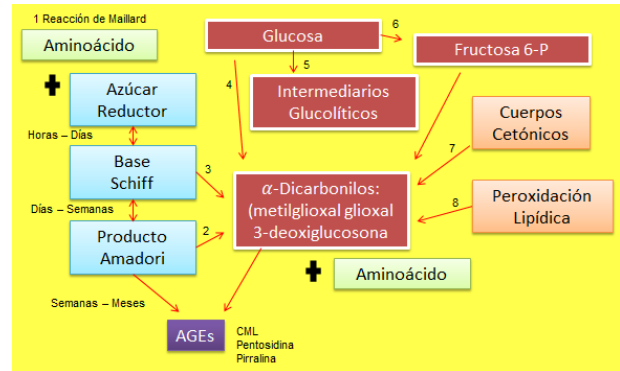 1 Reacción de Maillard
Aminoácido
+
Azúcar
Reductor
Horas – Días
Base
Schiff
3
Días – Semanas
Producto
Amadori
2
Semanas – Meses
Glucosa
6
Fructosa 6-P
4
5
Intermediarios
Glucolíticos
Cuerpos
Cetónicos
7
α-Dicarbonilos:
(metilglioxal glioxal
3-deoxiglucosona
Peroxidación
Lipídica
8
+
Aminoácido
AGEs
CML
Pentosidina
Pirralina